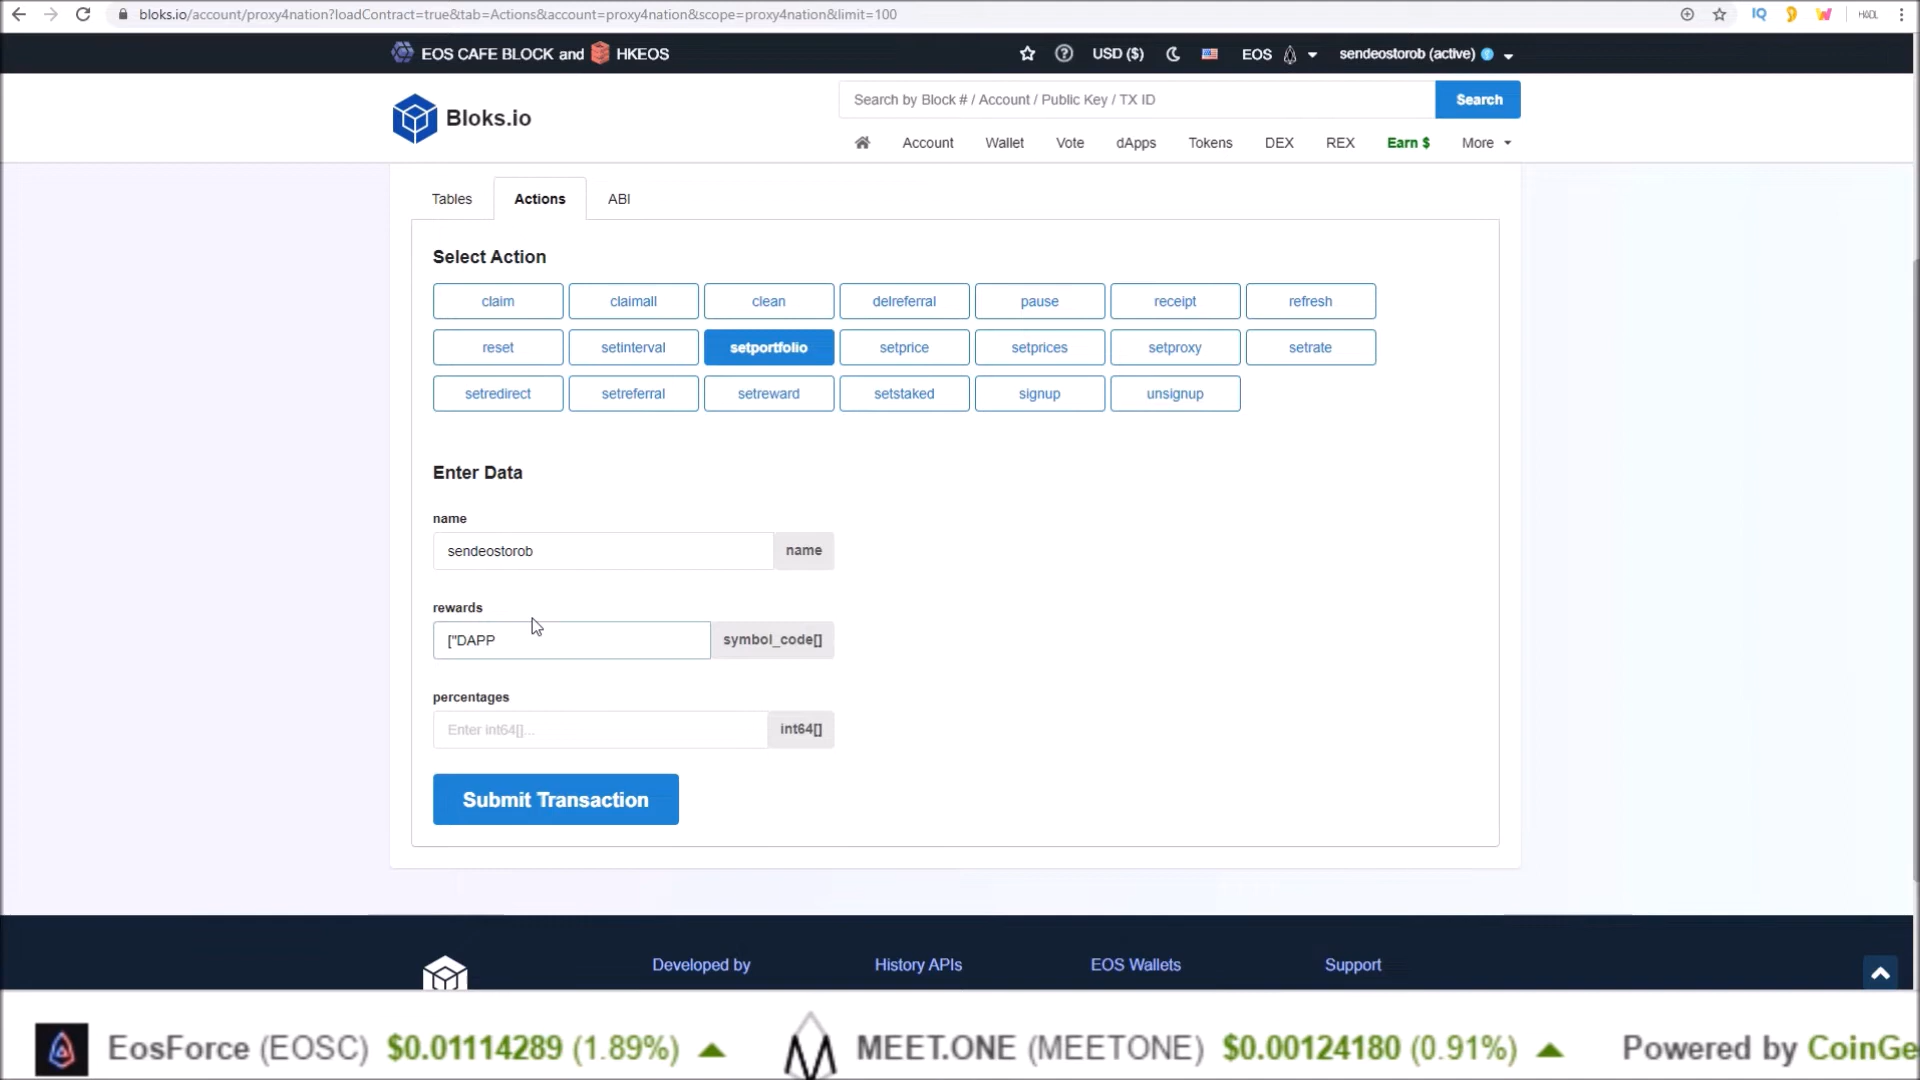 bloks.io/account/proxy4nation?loadContract=true&tab=Actions&account=proxy4nation&scope=proxy4nation&limit=100
IQ
HODL
EOS CAFE BLOCK and HKEOS
USD ($)
EOS
sendeostorob (active)
Bloks.io
Search by Block # / Account / Public Key / TX ID
Search
Account Wallet Vote dApps Tokens DEX REX Earn $ More
Tables Actions ABI
Select Action
claim claimall clean delreferral pause receipt refresh
reset setinterval setportfolio setprice setprices setproxy setrate
setredirect setreferral setreward setstaked signup unsignup
Enter Data
name
sendeostorob name
rewards
["DAPP symbol_code[]
percentages
Enter int64[]... int64[]
Submit Transaction
Developed by History APIs EOS Wallets Support
EosForce (EOSC) $0.01114289 (1.89%) MEET.ONE (MEETONE) $0.00124180 (0.91%) Powered by CoinGe